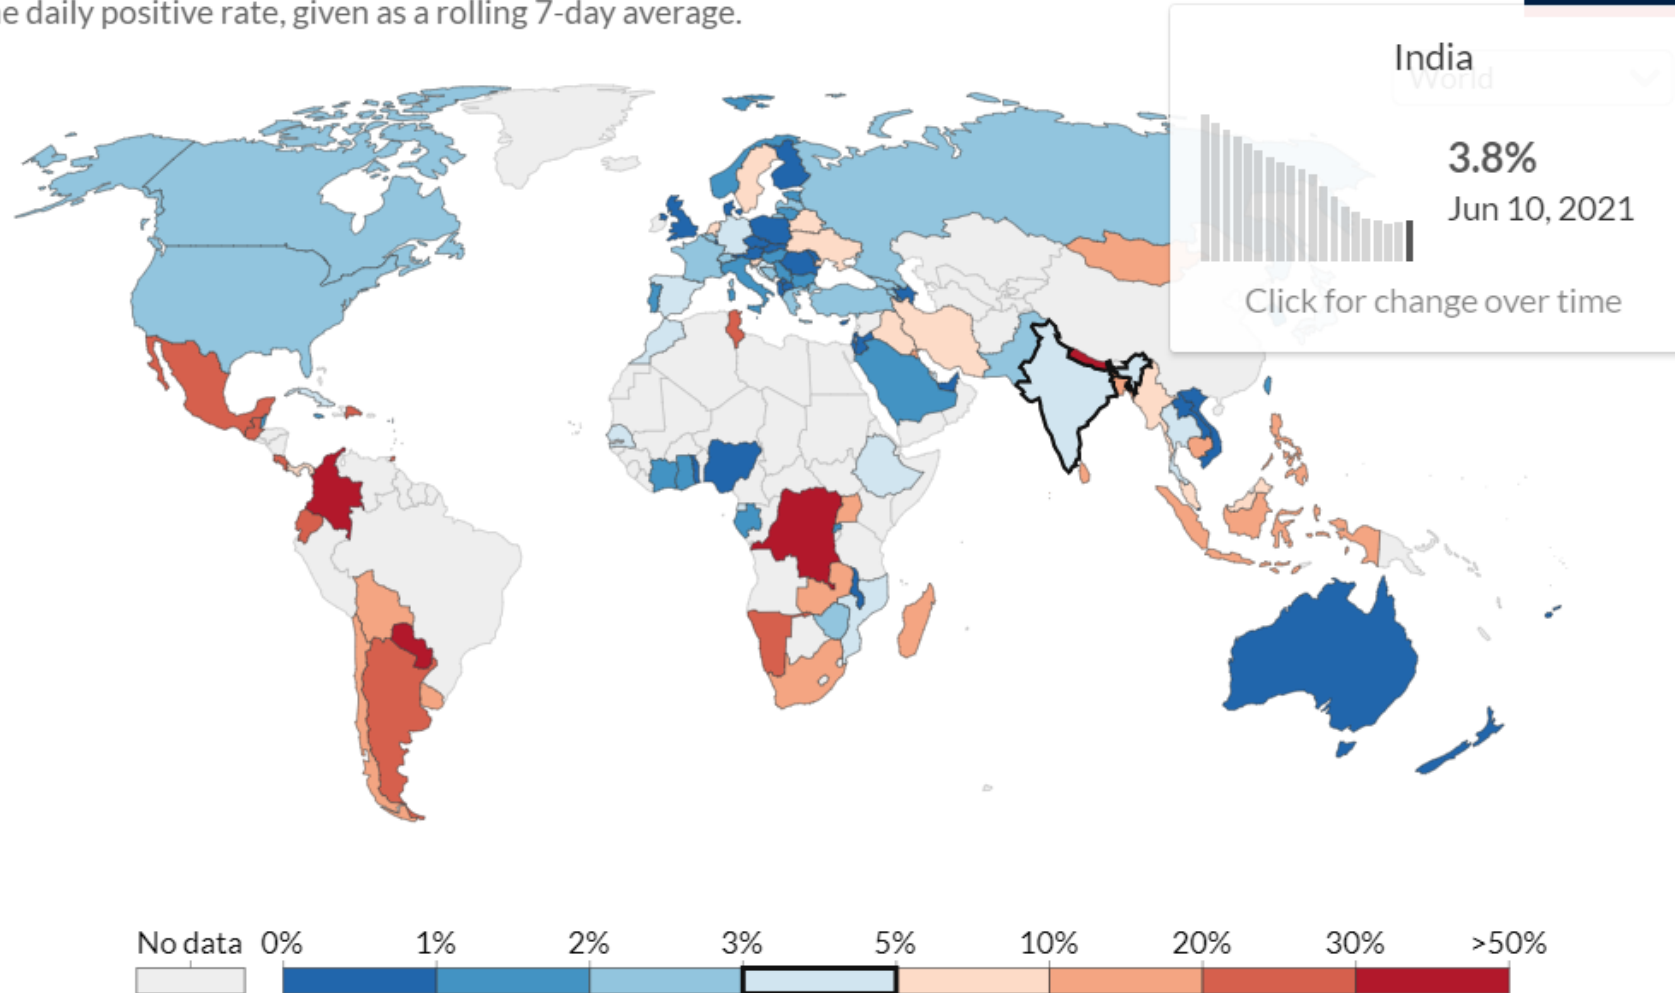 e daily positive rate, given as a rolling 7-day average.
India
World
3.8%
Jun 10, 2021
Click for change over time
No data 0% 1% 2% 3% 5% 10% 20% 30% >50%